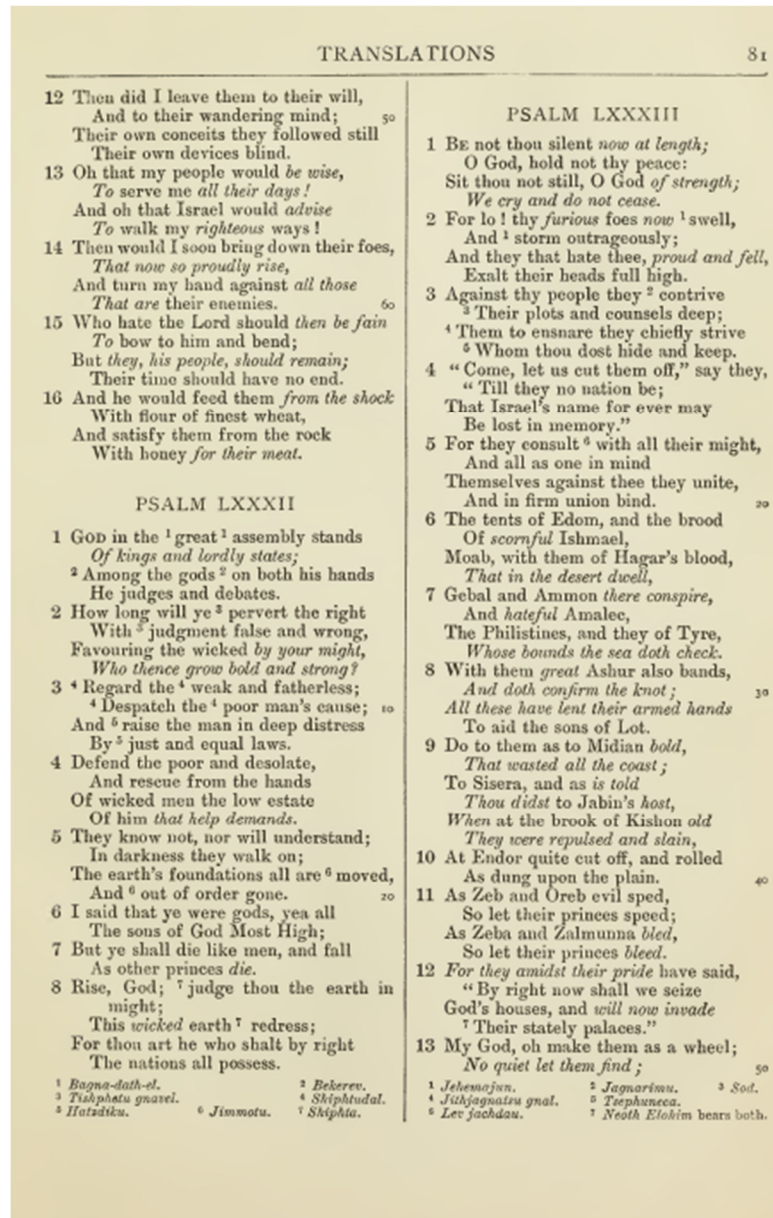 TRANSLATIONS 81
12 Then did I leave them to their will,
And to their wandering mind; 50
Their own conceits they followed still
Their own devices blind.
13 Oh that my people would be wise,
To serve me all their days!
And oh that Israel would advise
To walk my righteous ways!
14 Then would I soon bring down their foes,
That now so proudly rise,
And turn my hand against all those
That are their enemies. 60
15 Who hate the Lord should then be fain
To bow to him and bend;
But they, his people, should remain;
Their time should have no end.
16 And he would feed them from the shock
With flour of finest wheat,
And satisfy them from the rock
With honey for their meat.
PSALM LXXXII
1 GOD in the ¹ great ¹ assembly stands
Of kings and lordly states;
² Among the gods ² on both his hands
He judges and debates.
2 How long will ye ³ pervert the right
With ³ judgment false and wrong,
Favouring the wicked by your might,
Who thence grow bold and strong?
3 ⁴ Regard the ⁴ weak and fatherless;
⁴ Despatch the ⁴ poor man's cause; 10
And ⁵ raise the man in deep distress
By ⁵ just and equal laws.
4 Defend the poor and desolate,
And rescue from the hands
Of wicked men the low estate
Of him that help demands.
5 They know not, nor will understand;
In darkness they walk on;
The earth's foundations all are ⁶ moved,
And ⁶ out of order gone. 20
6 I said that ye were gods, yea all
The sons of God Most High;
7 But ye shall die like men, and fall
As other princes die.
8 Rise, God; ⁷ judge thou the earth in
might;
This wicked earth ⁷ redress;
For thou art he who shalt by right
The nations all possess.
¹ Bagna-dath-el. ² Bekerev.
³ Tishphetu gnavel. ⁴ Shiphtudal.
⁵ Hatzdiku. ⁶ Jimmotu. ⁷ Shiphta.
PSALM LXXXIII
1 BE not thou silent now at length;
O God, hold not thy peace:
Sit thou not still, O God of strength;
We cry and do not cease.
2 For lo! thy furious foes now ¹ swell,
And ¹ storm outrageously;
And they that hate thee, proud and fell,
Exalt their heads full high.
3 Against thy people they ² contrive
³ Their plots and counsels deep;
⁴ Them to ensnare they chiefly strive
⁵ Whom thou dost hide and keep.
4 "Come, let us cut them off," say they,
"Till they no nation be;
That Israel's name for ever may
Be lost in memory."
5 For they consult ⁶ with all their might,
And all as one in mind
Themselves against thee they unite,
And in firm union bind. 20
6 The tents of Edom, and the brood
Of scornful Ishmael,
Moab, with them of Hagar's blood,
That in the desert dwell,
7 Gebal and Ammon there conspire,
And hateful Amalec,
The Philistines, and they of Tyre,
Whose bounds the sea doth check.
8 With them great Ashur also bands,
And doth confirm the knot; 30
All these have lent their armed hands
To aid the sons of Lot.
9 Do to them as to Midian bold,
That wasted all the coast;
To Sisera, and as is told
Thou didst to Jabin's host,
When at the brook of Kishon old
They were repulsed and slain,
10 At Endor quite cut off, and rolled
As dung upon the plain. 40
11 As Zeb and Oreb evil sped,
So let their princes speed;
As Zeba and Zalmunna bled,
So let their princes bleed.
12 For they amidst their pride have said,
"By right now shall we seize
God's houses, and will now invade
⁷ Their stately palaces."
13 My God, oh make them as a wheel;
No quiet let them find; 50
¹ Jehemajun. ² Jagnarimu. ³ Sod.
⁴ Jithjagnatsu gnal. ⁵ Tsephuneca.
⁶ Lev jachdau. ⁷ Neoth Elohim bears both.